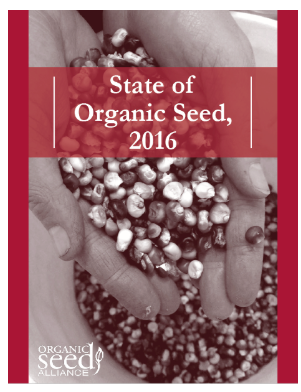 State of
Organic Seed,
2016
ORGANIC
seed
ALLIANCE